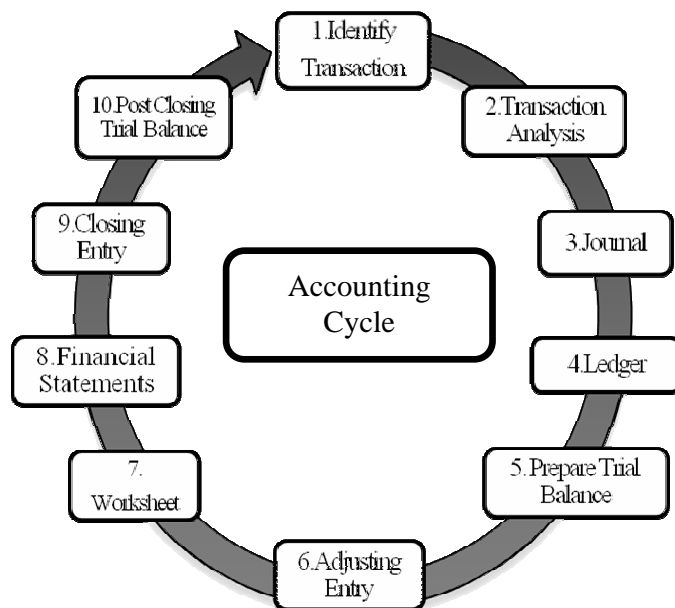 1.Identify
Transaction
2.Transaction
Analysis
3.Journal
4.Ledger
5.Prepare Trial
Balance
6.Adjusting
Entry
7.
Worksheet
8.Financial
Statements
9.Closing
Entry
10.Post Closing
Trial Balance
Accounting
Cycle